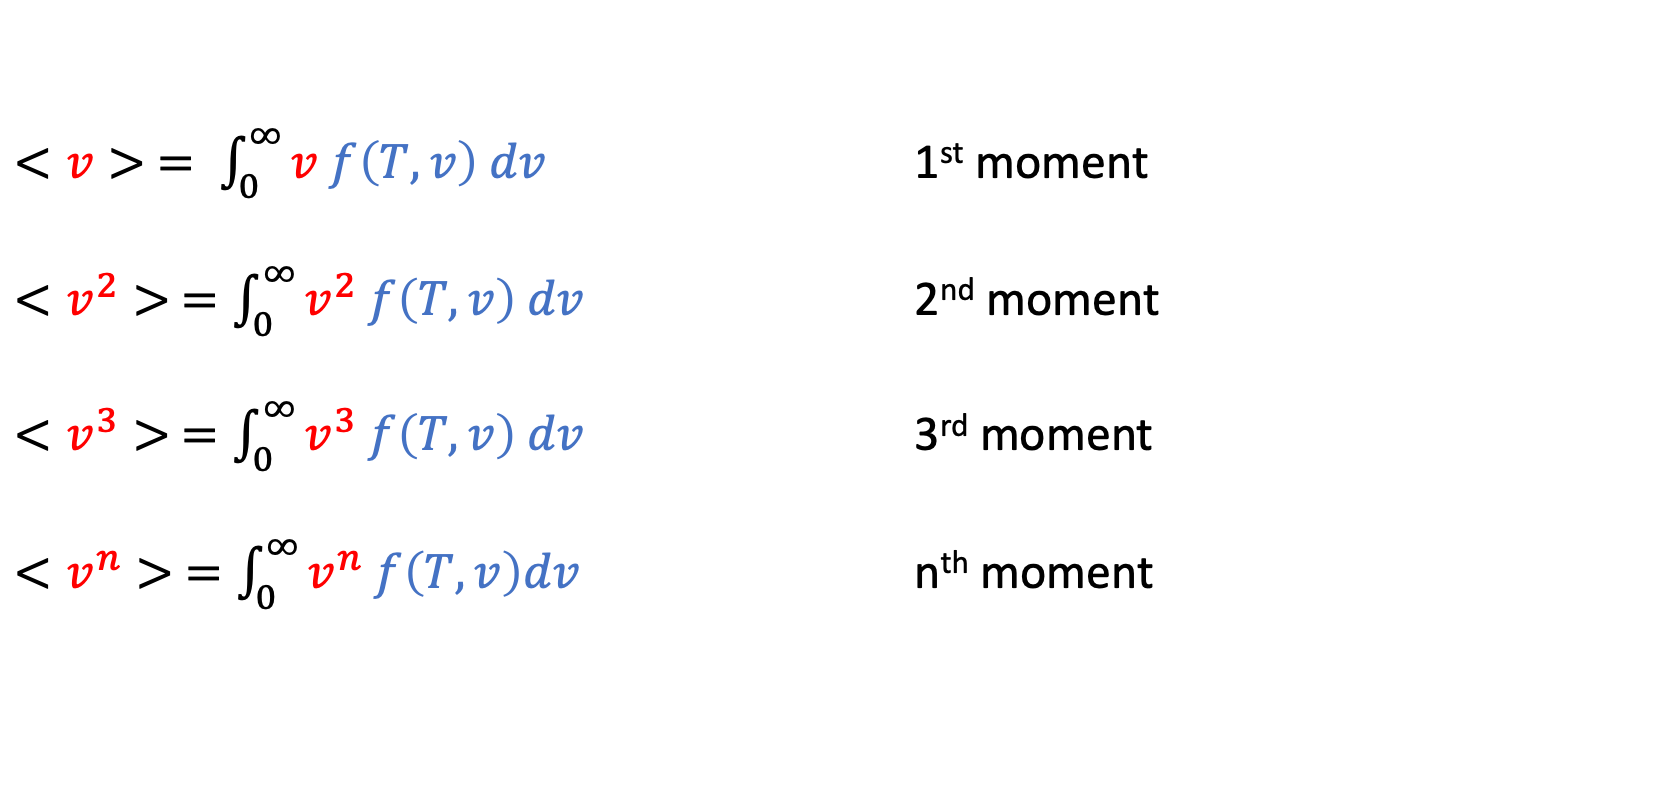 < v > = ∫₀^∞ v f(T, v) dv 1ˢᵗ moment
< v² > = ∫₀^∞ v² f(T, v) dv 2ⁿᵈ moment
< v³ > = ∫₀^∞ v³ f(T, v) dv 3ʳᵈ moment
< vⁿ > = ∫₀^∞ vⁿ f(T, v)dv nᵗʰ moment